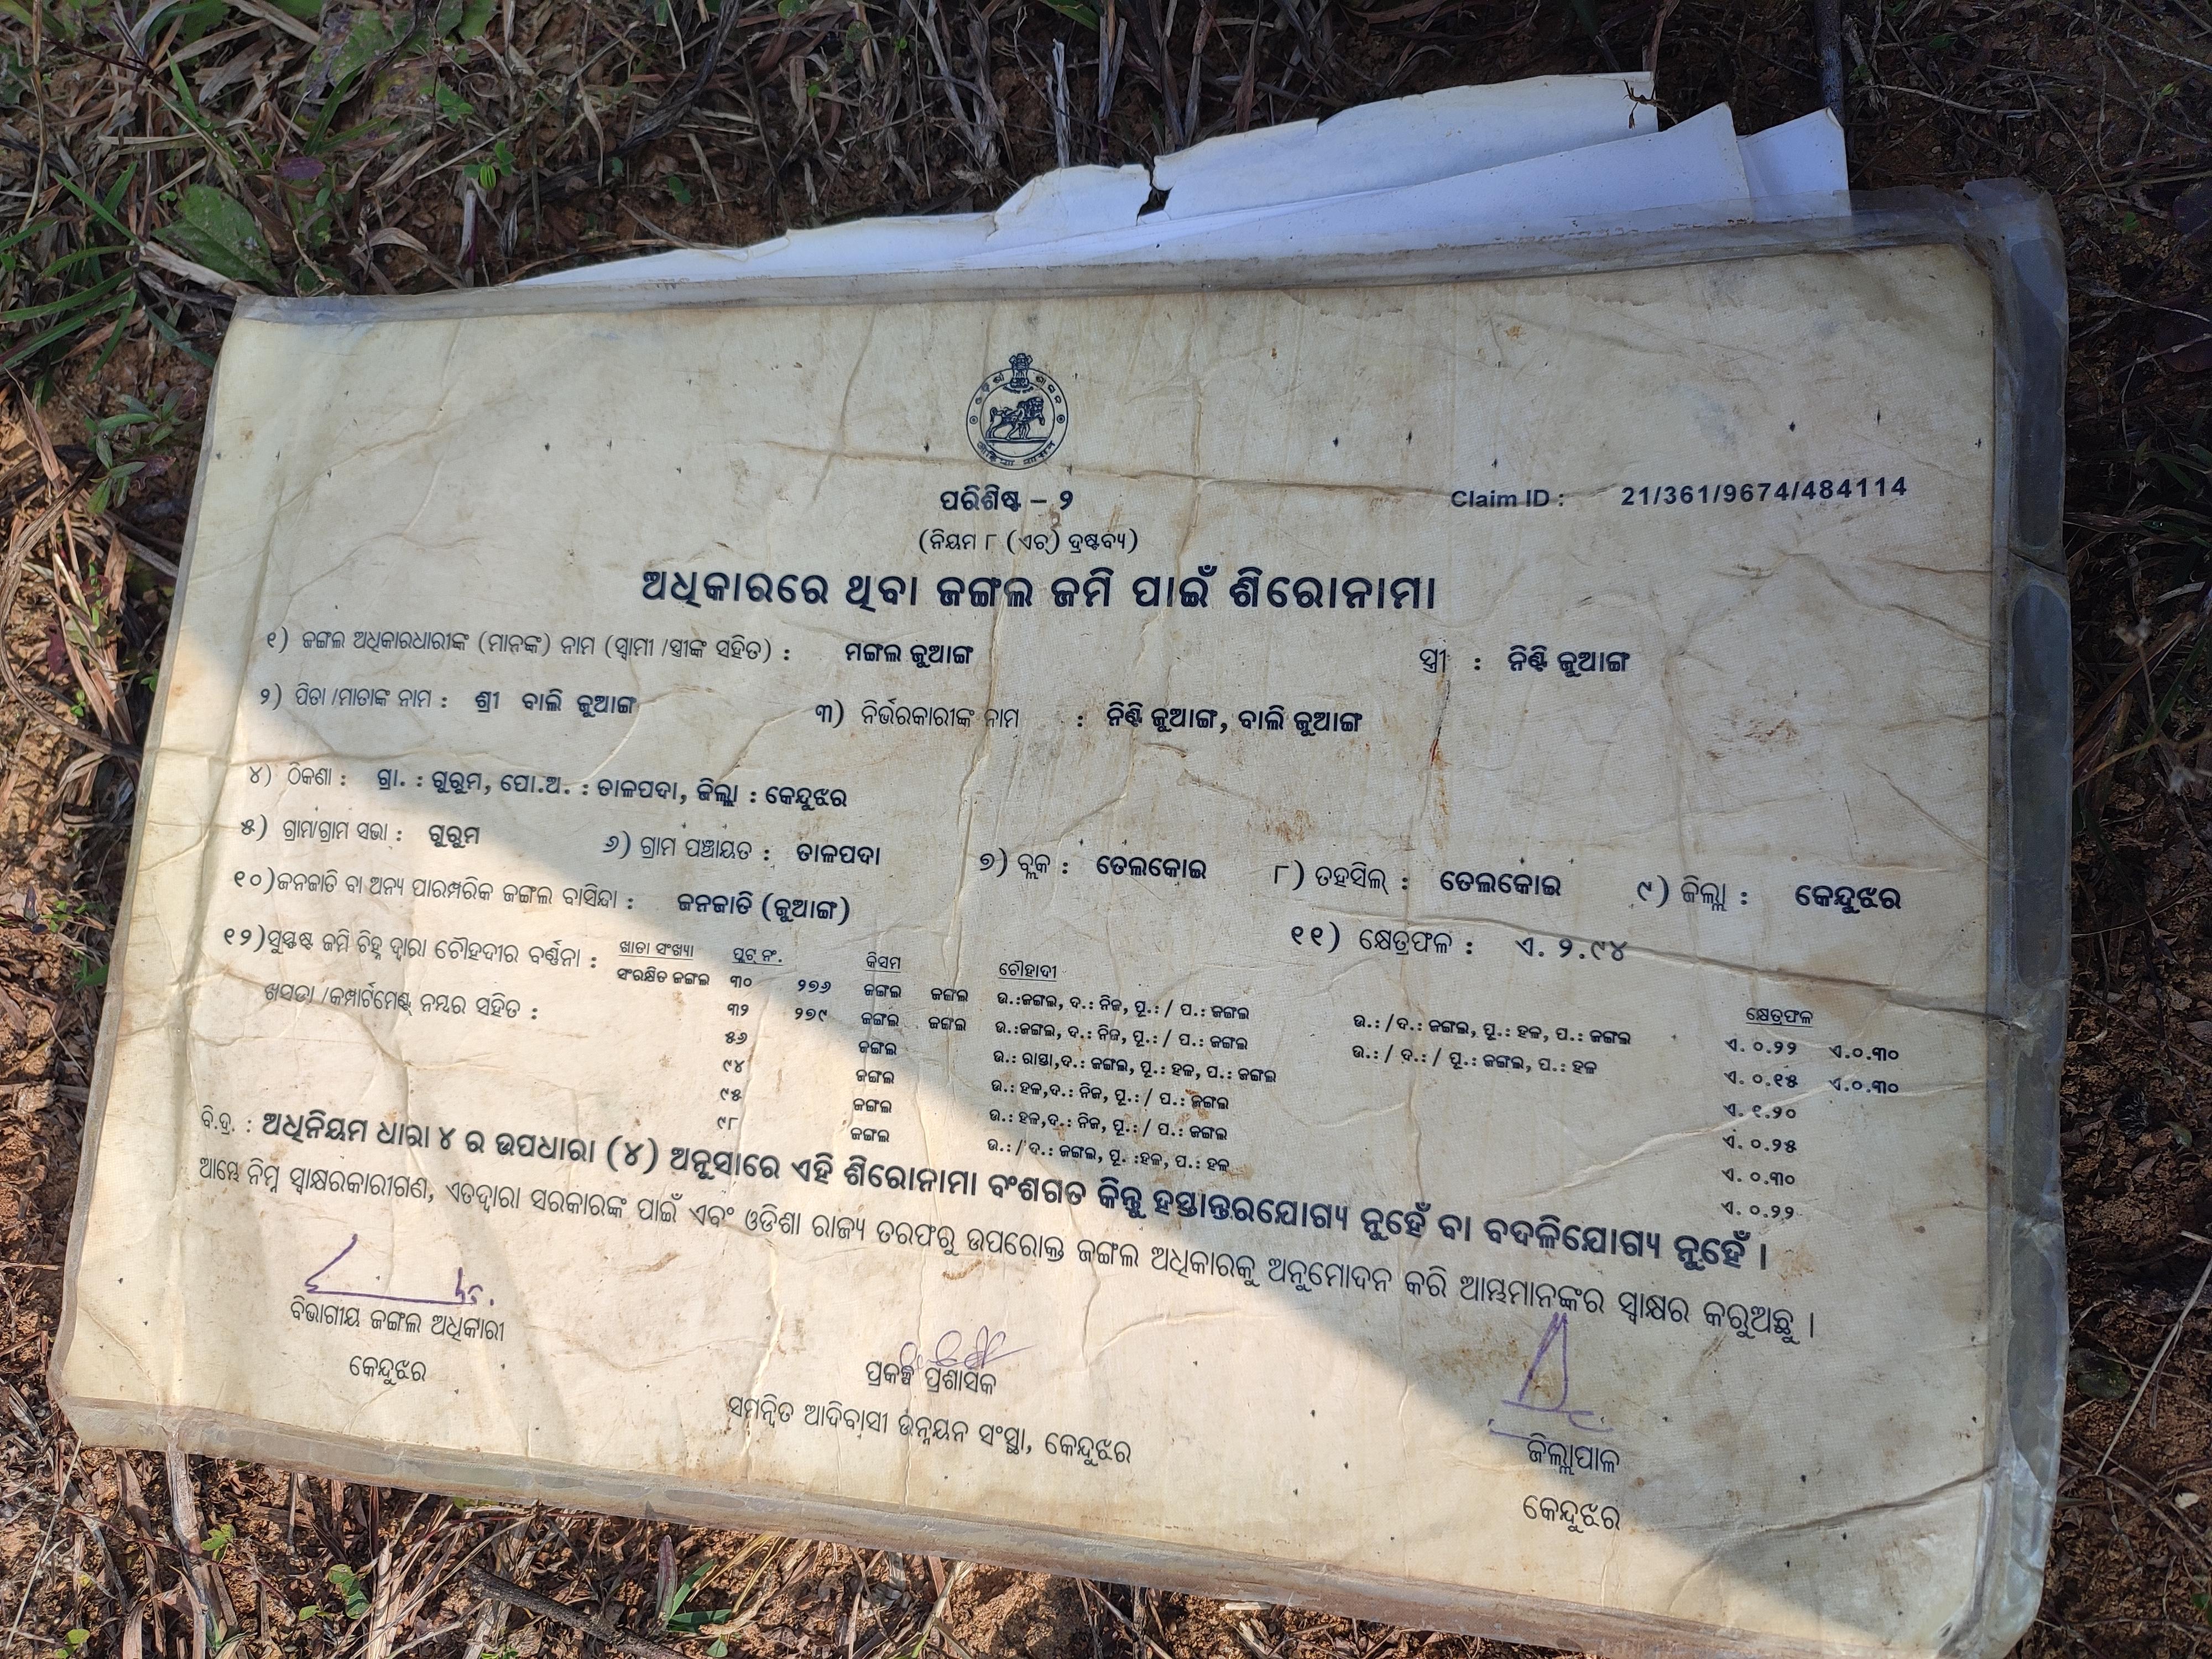 ପରିଶିଷ୍ଟ – ୨
Claim ID : 21/361/9674/484114
(ନିୟମ ୮ (ଏଚ୍) ଦ୍ରଷ୍ଟବ୍ୟ)
ଅଧିକାରରେ ଥିବା ଜଙ୍ଗଲ ଜମି ପାଇଁ ଶିରୋନାମା
୧) ଜଙ୍ଗଲ ଅଧିକାରଧାରୀଙ୍କ (ମାନଙ୍କ) ନାମ (ସ୍ୱାମୀ /ସ୍ତ୍ରୀଙ୍କ ସହିତ) : ମଙ୍ଗଲ ଜୁଆଙ୍ଗ ସ୍ତ୍ରୀ : ନିଣ୍ଟି ଜୁଆଙ୍ଗ
୨) ପିତା /ମାତାଙ୍କ ନାମ : ଶ୍ରୀ ବାଲି ଜୁଆଙ୍ଗ ୩) ନିର୍ଭରକାରୀଙ୍କ ନାମ : ନିଣ୍ଟି ଜୁଆଙ୍ଗ, ବାଲି ଜୁଆଙ୍ଗ
୪) ଠିକଣା : ଗ୍ରା. : ଗୁରୁମ, ପୋ.ଅ. : ତାଳପଦା, ଜିଲ୍ଲା : କେନ୍ଦୁଝର
୫) ଗ୍ରାମ/ଗ୍ରାମ ସଭା : ଗୁରୁମ ୬) ଗ୍ରାମ ପଞ୍ଚାୟତ : ତାଳପଦା ୭) ବ୍ଲକ : ତେଲକୋଇ ୮) ତହସିଲ୍ : ତେଲକୋଇ ୯) ଜିଲ୍ଲା : କେନ୍ଦୁଝର
୧୦)ଜନଜାତି ବା ଅନ୍ୟ ପାରମ୍ପରିକ ଜଙ୍ଗଲ ବାସିନ୍ଦା : ଜନଜାତି (ଜୁଆଙ୍ଗ) ୧୧) କ୍ଷେତ୍ରଫଳ : ଏ. ୨.୯୪
୧୨)ସୁସ୍ପଷ୍ଟ ଜମି ଚିହ୍ନ ଦ୍ୱାରା ଚୌହଦୀର ବର୍ଣ୍ଣନା : ଖାତା ସଂଖ୍ୟା ପ୍ଲଟ୍ ନଂ. କିସମ ଚୌହାଦୀ କ୍ଷେତ୍ରଫଳ
ଖସଡା /କମ୍ପାର୍ଟମେଣ୍ଟ୍ ନମ୍ବର ସହିତ :
ସଂରକ୍ଷିତ ଜଙ୍ଗଲ ୩୦ ୨୭୬ ଜଙ୍ଗଲ ଜଙ୍ଗଲ ଉ.:ଜଙ୍ଗଲ, ଦ.: ନିଜ, ପୂ.: / ପ.: ଜଙ୍ଗଲ ଉ.: / ଦ.: ଜଙ୍ଗଲ, ପୂ.: ହଳ, ପ.: ଜଙ୍ଗଲ ଏ. ୦.୨୨ ଏ.୦.୩୦
୩୨ ୨୭୯ ଜଙ୍ଗଲ ଜଙ୍ଗଲ ଉ.:ଜଙ୍ଗଲ, ଦ.: ନିଜ, ପୂ.: / ପ.: ଜଙ୍ଗଲ ଉ.: / ଦ.: / ପୂ.: ଜଙ୍ଗଲ, ପ.: ହଳ ଏ. ୦.୧୫ ଏ.୦.୩୦
୫୬ ଜଙ୍ଗଲ ଉ.: ରାସ୍ତା,ଦ.: ଜଙ୍ଗଲ, ପୂ.: ହଳ, ପ.: ଜଙ୍ଗଲ ଏ. ୧.୨୦
୯୪ ଜଙ୍ଗଲ ଉ.: ହଳ,ଦ.: ନିଜ, ପୂ.: / ପ.: ଜଙ୍ଗଲ ଏ. ୦.୨୫
୯୫ ଜଙ୍ଗଲ ଉ.: ହଳ,ଦ.: ନିଜ, ପୂ.: / ପ.: ଜଙ୍ଗଲ ଏ. ୦.୩୦
୯୮ ଜଙ୍ଗଲ ଉ.: / ଦ.: ଜଙ୍ଗଲ, ପୂ. :ହଳ, ପ.: ହଳ ଏ. ୦.୨୨
ବି.ଦ୍ର. : ଅଧିନିୟମ ଧାରା ୪ ର ଉପଧାରା (୪) ଅନୁସାରେ ଏହି ଶିରୋନାମା ବଂଶଗତ କିନ୍ତୁ ହସ୍ତାନ୍ତରଯୋଗ୍ୟ ନୁହେଁ ବା ବଦଳିଯୋଗ୍ୟ ନୁହେଁ ।
ଆମ୍ଭେ ନିମ୍ନ ସ୍ୱାକ୍ଷରକାରୀଗଣ, ଏତଦ୍ୱାରା ସରକାରଙ୍କ ପାଇଁ ଏବଂ ଓଡିଶା ରାଜ୍ୟ ତରଫରୁ ଉପରୋକ୍ତ ଜଙ୍ଗଲ ଅଧିକାରକୁ ଅନୁମୋଦନ କରି ଆମ୍ଭମାନଙ୍କର ସ୍ୱାକ୍ଷର କରୁଅଛୁ ।
ବିଭାଗୀୟ ଜଙ୍ଗଲ ଅଧିକାରୀ
କେନ୍ଦୁଝର
ପ୍ରକଳ୍ପ ପ୍ରଶାସକ
ସମନ୍ୱିତ ଆଦିବାସୀ ଉନ୍ନୟନ ସଂସ୍ଥା, କେନ୍ଦୁଝର
ଜିଲ୍ଲାପାଳ
କେନ୍ଦୁଝର